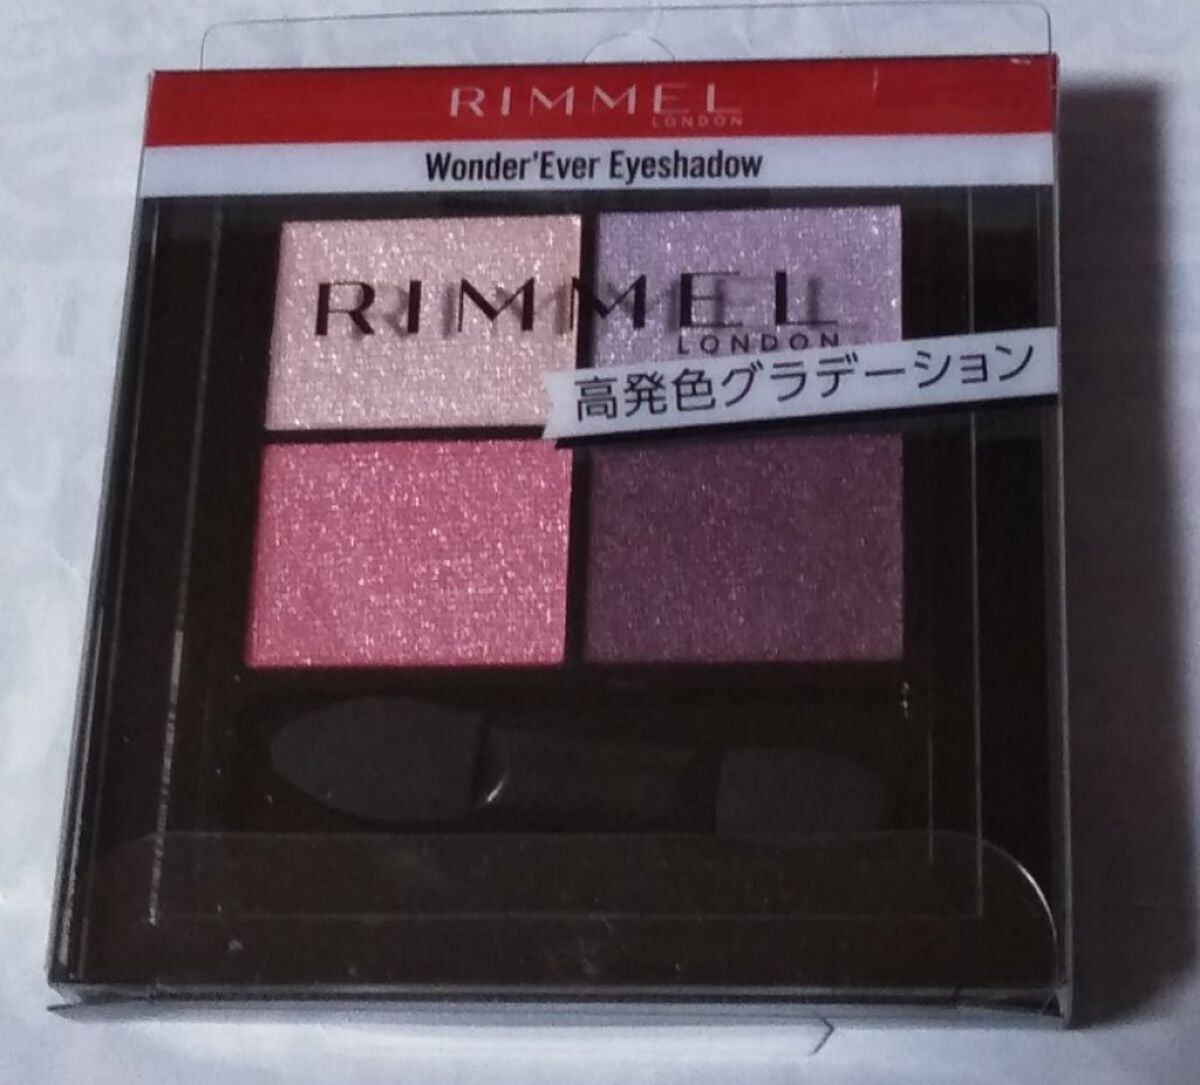 RIMMEL
LONDON
Wonder'Ever Eyeshadow
RIMMEL
LONDON
高発色グラデーション